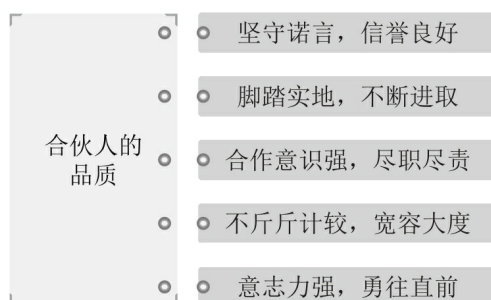 合伙人的
品质
坚守诺言，信誉良好
脚踏实地，不断进取
合作意识强，尽职尽责
不斤斤计较，宽容大度
意志力强，勇往直前